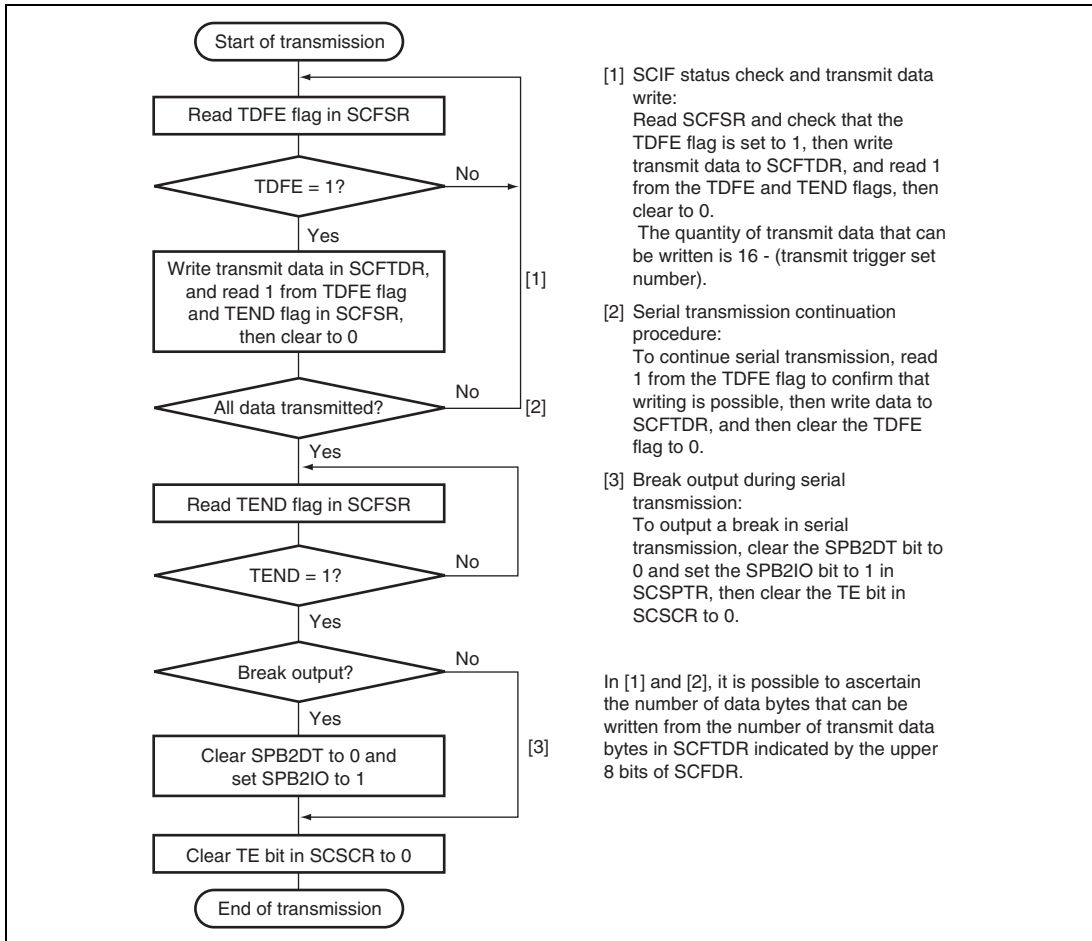 Start of transmission
Read TDFE flag in SCFSR
TDFE = 1?
No
Yes
Write transmit data in SCFTDR,
and read 1 from TDFE flag
and TEND flag in SCFSR,
then clear to 0
[1]
All data transmitted?
No
[2]
Yes
Read TEND flag in SCFSR
TEND = 1?
No
Yes
Break output?
No
Yes
Clear SPB2DT to 0 and
set SPB2IO to 1
[3]
Clear TE bit in SCSCR to 0
End of transmission
[1] SCIF status check and transmit data
write:
Read SCFSR and check that the
TDFE flag is set to 1, then write
transmit data to SCFTDR, and read 1
from the TDFE and TEND flags, then
clear to 0.
The quantity of transmit data that can
be written is 16 - (transmit trigger set
number).
[2] Serial transmission continuation
procedure:
To continue serial transmission, read
1 from the TDFE flag to confirm that
writing is possible, then write data to
SCFTDR, and then clear the TDFE
flag to 0.
[3] Break output during serial
transmission:
To output a break in serial
transmission, clear the SPB2DT bit to
0 and set the SPB2IO bit to 1 in
SCSPTR, then clear the TE bit in
SCSCR to 0.
In [1] and [2], it is possible to ascertain
the number of data bytes that can be
written from the number of transmit data
bytes in SCFTDR indicated by the upper
8 bits of SCFDR.